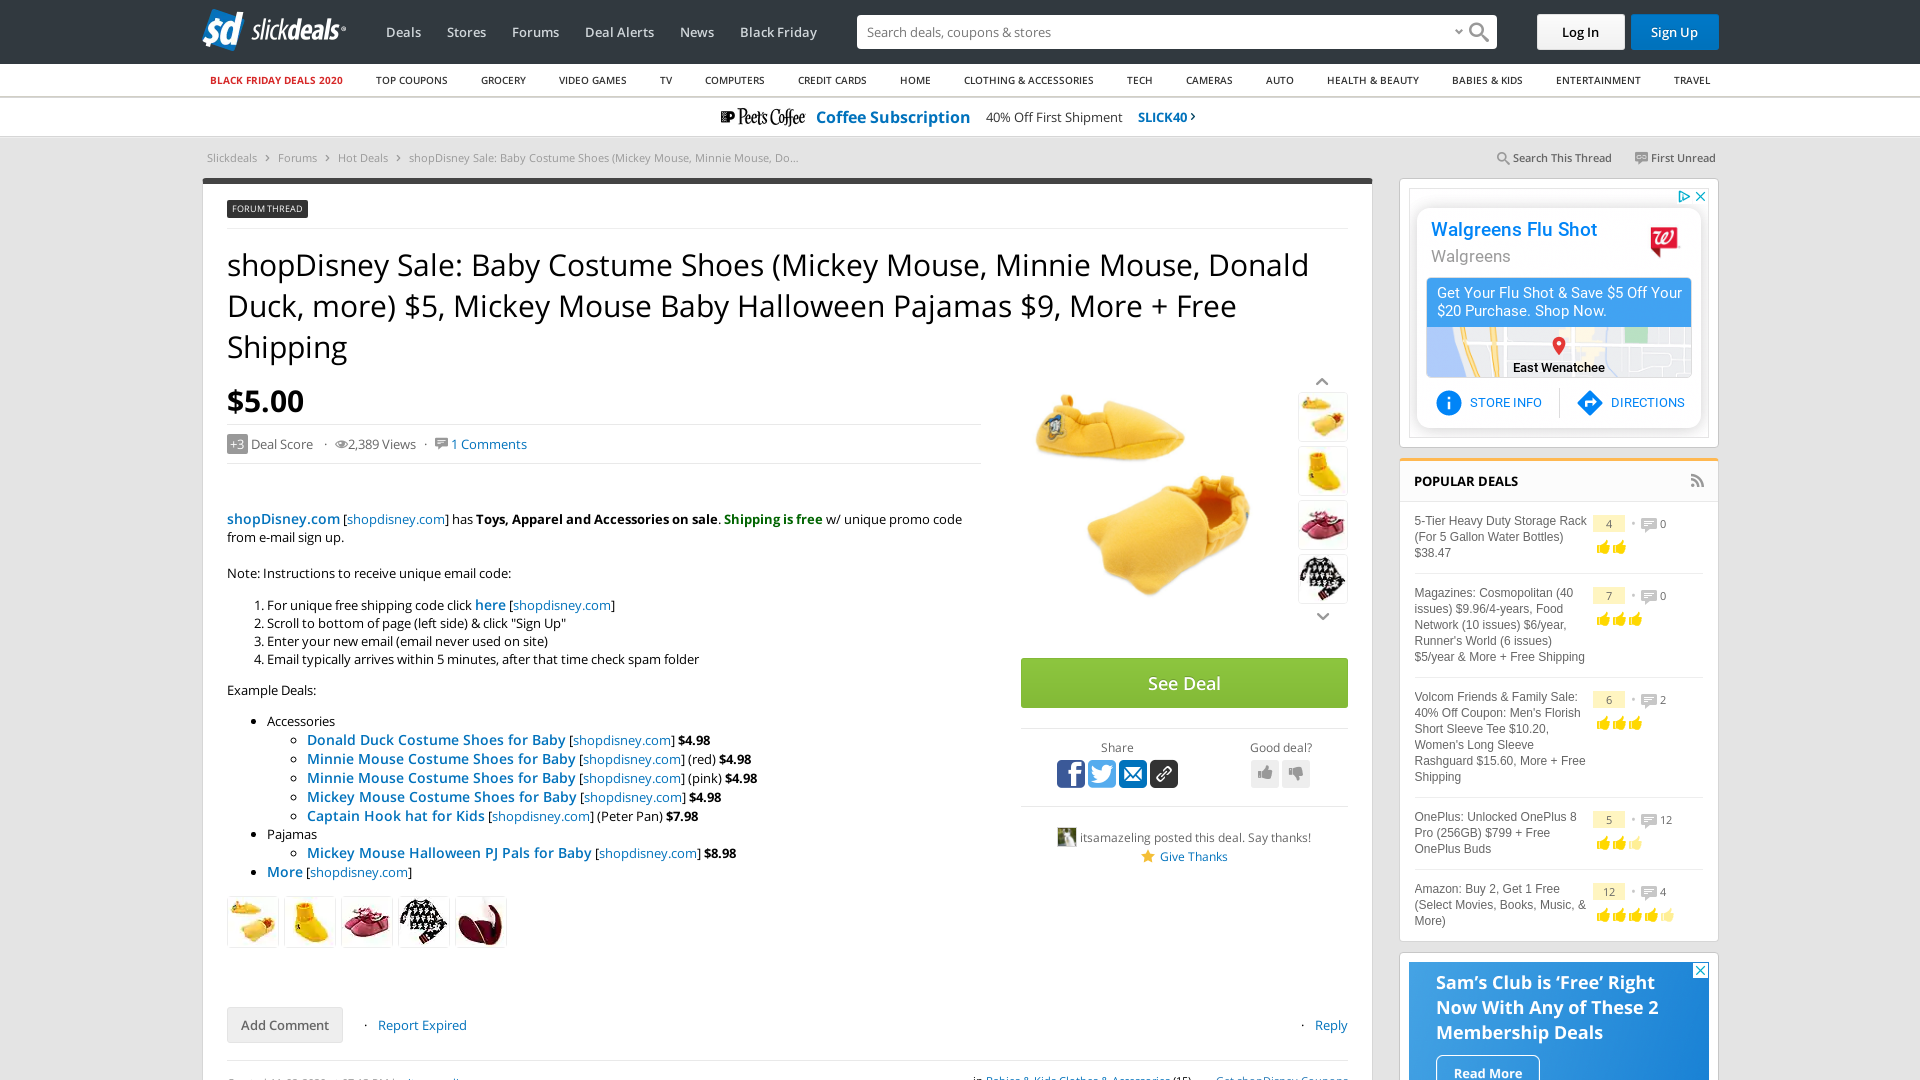 slickdeals
Deals
Stores
Forums
Deal Alerts
News
Black Friday
Search deals, coupons & stores
Log In
Sign Up
BLACK FRIDAY DEALS 2020
TOP COUPONS
GROCERY
VIDEO GAMES
TV
COMPUTERS
CREDIT CARDS
HOME
CLOTHING & ACCESSORIES
TECH
CAMERAS
AUTO
HEALTH & BEAUTY
BABIES & KIDS
ENTERTAINMENT
TRAVEL
Peet's Coffee Coffee Subscription 40% Off First Shipment SLICK40 ›
Slickdeals › Forums › Hot Deals › shopDisney Sale: Baby Costume Shoes (Mickey Mouse, Minnie Mouse, Do...
Search This Thread
First Unread
FORUM THREAD
shopDisney Sale: Baby Costume Shoes (Mickey Mouse, Minnie Mouse, Donald
Duck, more) $5, Mickey Mouse Baby Halloween Pajamas $9, More + Free
Shipping
$5.00
+3 Deal Score · 2,389 Views · 1 Comments
shopDisney.com [shopdisney.com] has Toys, Apparel and Accessories on sale. Shipping is free w/ unique promo code
from e-mail sign up.
Note: Instructions to receive unique email code:
1. For unique free shipping code click here [shopdisney.com]
2. Scroll to bottom of page (left side) & click "Sign Up"
3. Enter your new email (email never used on site)
4. Email typically arrives within 5 minutes, after that time check spam folder
Example Deals:
Accessories
Donald Duck Costume Shoes for Baby [shopdisney.com] $4.98
Minnie Mouse Costume Shoes for Baby [shopdisney.com] (red) $4.98
Minnie Mouse Costume Shoes for Baby [shopdisney.com] (pink) $4.98
Mickey Mouse Costume Shoes for Baby [shopdisney.com] $4.98
Captain Hook hat for Kids [shopdisney.com] (Peter Pan) $7.98
Pajamas
Mickey Mouse Halloween PJ Pals for Baby [shopdisney.com] $8.98
More [shopdisney.com]
See Deal
Share
Good deal?
itsamazeling posted this deal. Say thanks!
Give Thanks
Add Comment
· Report Expired
· Reply
Walgreens Flu Shot
Walgreens
Get Your Flu Shot & Save $5 Off Your
$20 Purchase. Shop Now.
East Wenatchee
STORE INFO
DIRECTIONS
POPULAR DEALS
5-Tier Heavy Duty Storage Rack
(For 5 Gallon Water Bottles)
$38.47
4 • 0
Magazines: Cosmopolitan (40
issues) $9.96/4-years, Food
Network (10 issues) $6/year,
Runner's World (6 issues)
$5/year & More + Free Shipping
7 • 0
Volcom Friends & Family Sale:
40% Off Coupon: Men's Florish
Short Sleeve Tee $10.20,
Women's Long Sleeve
Rashguard $15.60, More + Free
Shipping
6 • 2
OnePlus: Unlocked OnePlus 8
Pro (256GB) $799 + Free
OnePlus Buds
5 • 12
Amazon: Buy 2, Get 1 Free
(Select Movies, Books, Music, &
More)
12 • 4
Sam's Club is 'Free' Right
Now With Any of These 2
Membership Deals
Read More